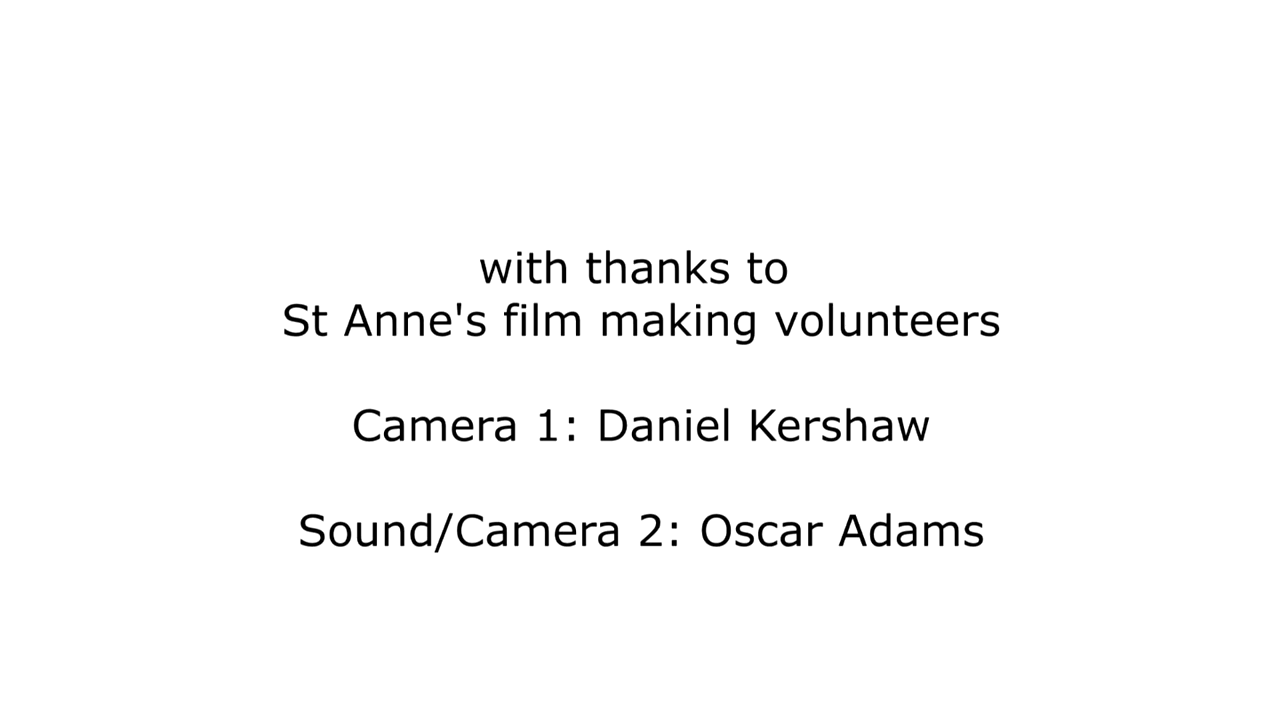 with thanks to
St Anne's film making volunteers
Camera 1: Daniel Kershaw
Sound/Camera 2: Oscar Adams